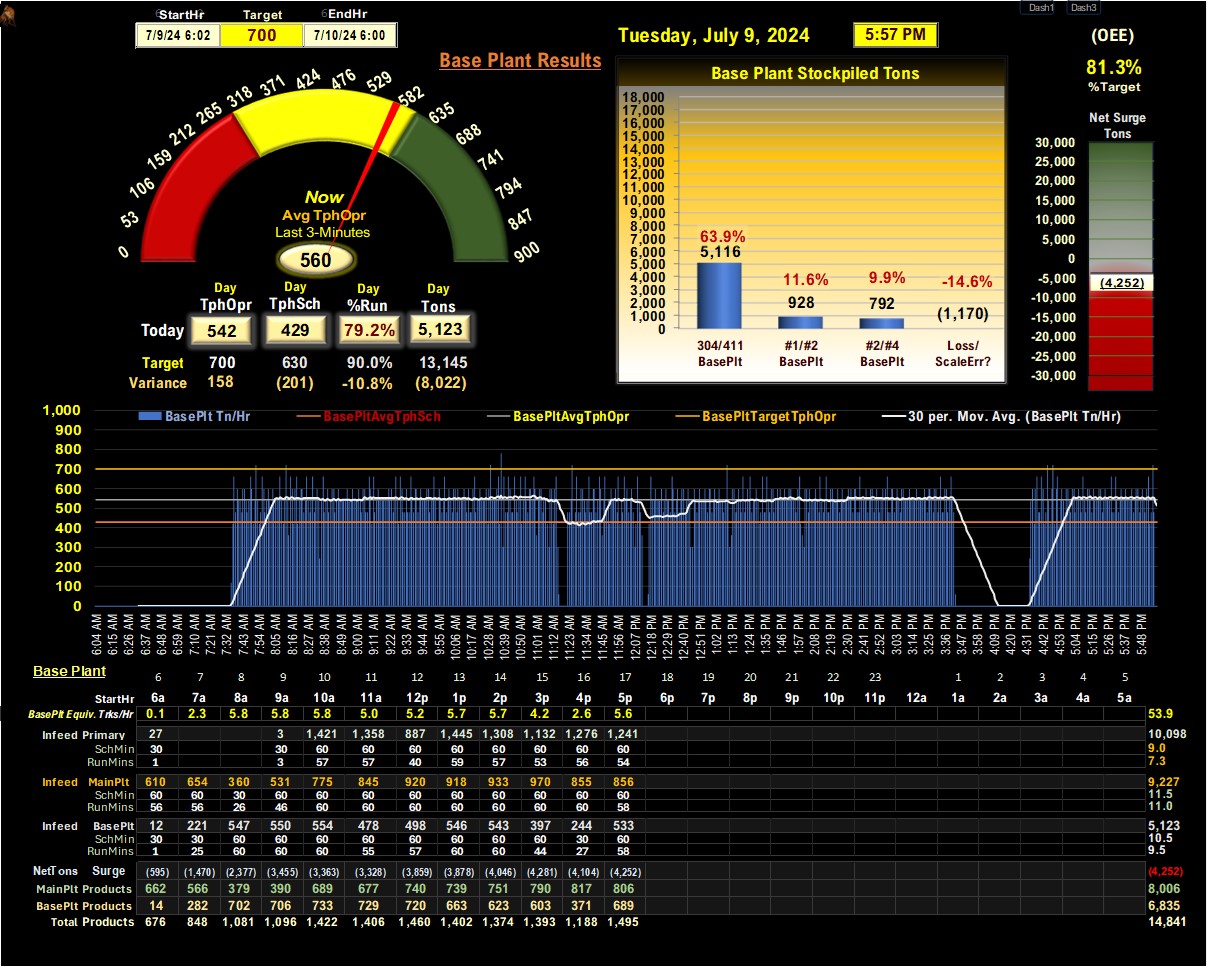 Dash1 Dash3
StartHr Target EndHr
7/9/24 6:02 700 7/10/24 6:00
Tuesday, July 9, 2024 5:57 PM
(OEE)
81.3%
%Target
Base Plant Results
Base Plant Stockpiled Tons
0 53 106 159 212 265 318 371 424 476 529 582 635 688 741 794 847 900
Now
Avg TphOpr
Last 3-Minutes
560
Day Day Day Day
TphOpr TphSch %Run Tons
Today 542 429 79.2% 5,123
Target 700 630 90.0% 13,145
Variance 158 (201) -10.8% (8,022)
18,000
17,000
16,000
15,000
14,000
13,000
12,000
11,000
10,000
9,000
8,000
7,000
6,000
5,000
4,000
3,000
2,000
1,000
0
63.9% 11.6% 9.9% -14.6%
5,116 928 792 (1,170)
304/411 #1/#2 #2/#4 Loss/
BasePlt BasePlt BasePlt ScaleErr?
Net Surge
Tons
30,000
25,000
20,000
15,000
10,000
5,000
0
-5,000
-10,000
-15,000
-20,000
-25,000
-30,000
(4,252)
BasePlt Tn/Hr BasePltAvgTphSch BasePltAvgTphOpr BasePltTargetTphOpr 30 per. Mov. Avg. (BasePlt Tn/Hr)
1,000
900
800
700
600
500
400
300
200
100
0
6:04 AM 6:15 AM 6:26 AM 6:37 AM 6:48 AM 6:59 AM 7:10 AM 7:21 AM 7:32 AM 7:43 AM 7:54 AM 8:05 AM 8:16 AM 8:27 AM 8:38 AM 8:49 AM 9:00 AM 9:11 AM 9:22 AM 9:33 AM 9:44 AM 9:55 AM 10:06 AM 10:17 AM 10:28 AM 10:39 AM 10:50 AM 11:01 AM 11:12 AM 11:23 AM 11:34 AM 11:45 AM 11:56 AM 12:07 PM 12:18 PM 12:29 PM 12:40 PM 12:51 PM 1:02 PM 1:13 PM 1:24 PM 1:35 PM 1:46 PM 1:57 PM 2:08 PM 2:19 PM 2:30 PM 2:41 PM 2:52 PM 3:03 PM 3:14 PM 3:25 PM 3:36 PM 3:47 PM 3:58 PM 4:09 PM 4:20 PM 4:31 PM 4:42 PM 4:53 PM 5:04 PM 5:15 PM 5:26 PM 5:37 PM 5:48 PM
Base Plant 6 7 8 9 10 11 12 13 14 15 16 17 18 19 20 21 22 23 1 2 3 4 5
StartHr 6a 7a 8a 9a 10a 11a 12p 1p 2p 3p 4p 5p 6p 7p 8p 9p 10p 11p 12a 1a 2a 3a 4a 5a
BasePlt Equiv. Trks/Hr 0.1 2.3 5.8 5.8 5.8 5.0 5.2 5.7 5.7 4.2 2.6 5.6 53.9
Infeed Primary 27 3 1,421 1,358 887 1,445 1,308 1,132 1,276 1,241 10,098
SchMin 30 30 60 60 60 60 60 60 60 60 9.0
RunMins 1 3 57 57 40 59 57 53 56 54 7.3
Infeed MainPlt 610 654 360 531 775 845 920 918 933 970 855 856 9,227
SchMin 60 60 30 60 60 60 60 60 60 60 60 60 11.5
RunMins 56 56 26 46 60 60 60 60 60 60 60 58 11.0
Infeed BasePlt 12 221 547 550 554 478 498 546 543 397 244 533 5,123
SchMin 30 30 60 60 60 60 60 60 60 60 30 60 10.5
RunMins 1 25 60 60 60 55 57 60 60 44 27 58 9.5
NetTons Surge (595) (1,470) (2,377) (3,455) (3,363) (3,328) (3,859) (3,878) (4,046) (4,281) (4,104) (4,252) (4,252)
MainPlt Products 662 566 379 390 689 677 740 739 751 790 817 806 8,006
BasePlt Products 14 282 702 706 733 729 720 663 623 603 371 689 6,835
Total Products 676 848 1,081 1,096 1,422 1,406 1,460 1,402 1,374 1,393 1,188 1,495 14,841